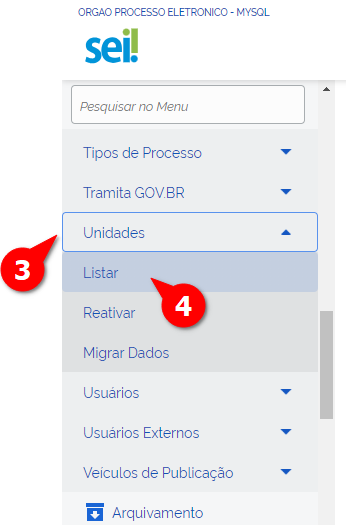 ORGAO PROCESSO ELETRONICO - MYSQL
sei!
Pesquisar no Menu
Tipos de Processo
Tramita GOV.BR
Unidades
3
Listar
4
Reativar
Migrar Dados
Usuários
Usuários Externos
Veículos de Publicação
Arquivamento